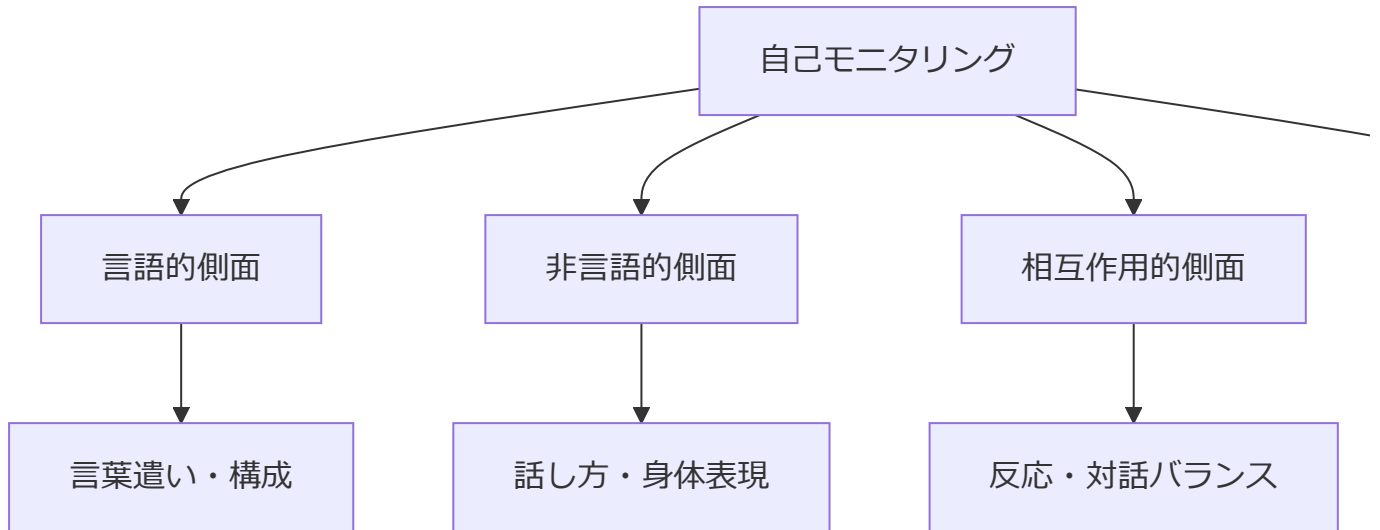 自己モニタリング
言語的側面
非言語的側面
相互作用的側面
言葉遣い・構成
話し方・身体表現
反応・対話バランス